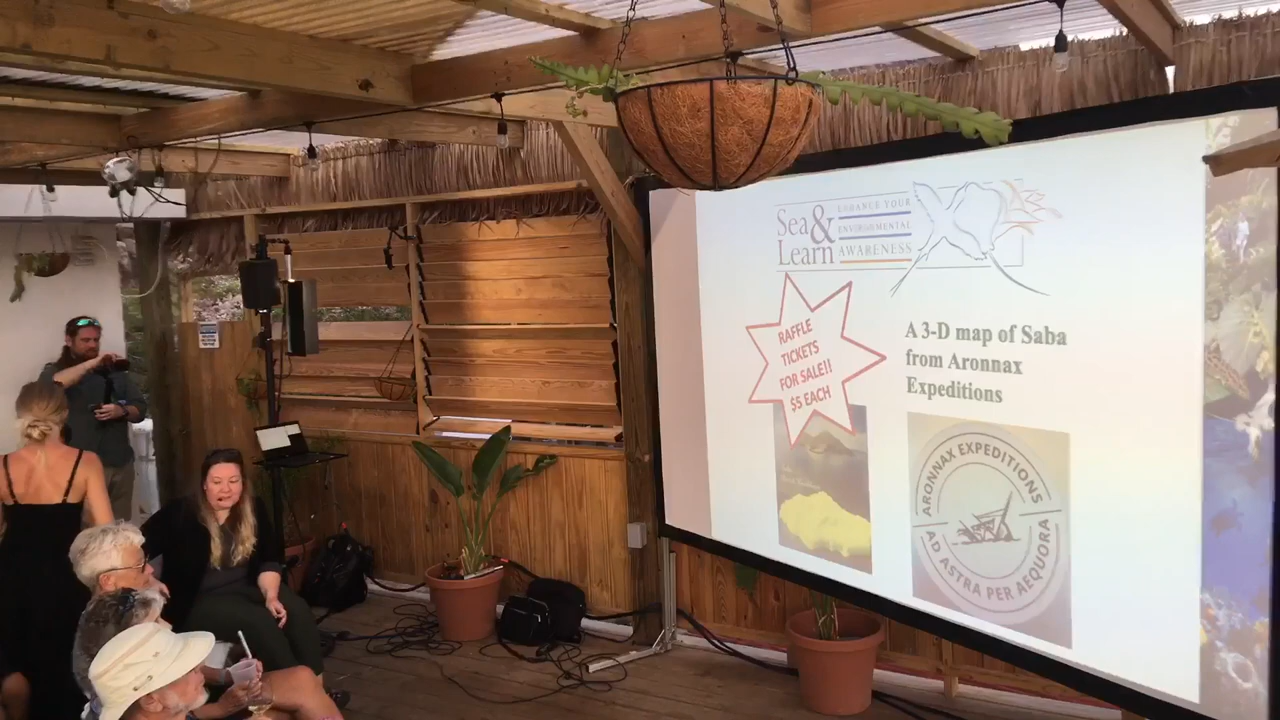 Sea &
Learn
ENHANCE YOUR
ENVIRONMENTAL
AWARENESS
RAFFLE
TICKETS
FOR SALE!!
$5 EACH
A 3-D map of Saba
from Aronnax
Expeditions
ARONNAX EXPEDITIONS
AD ASTRA PER AEQUORA